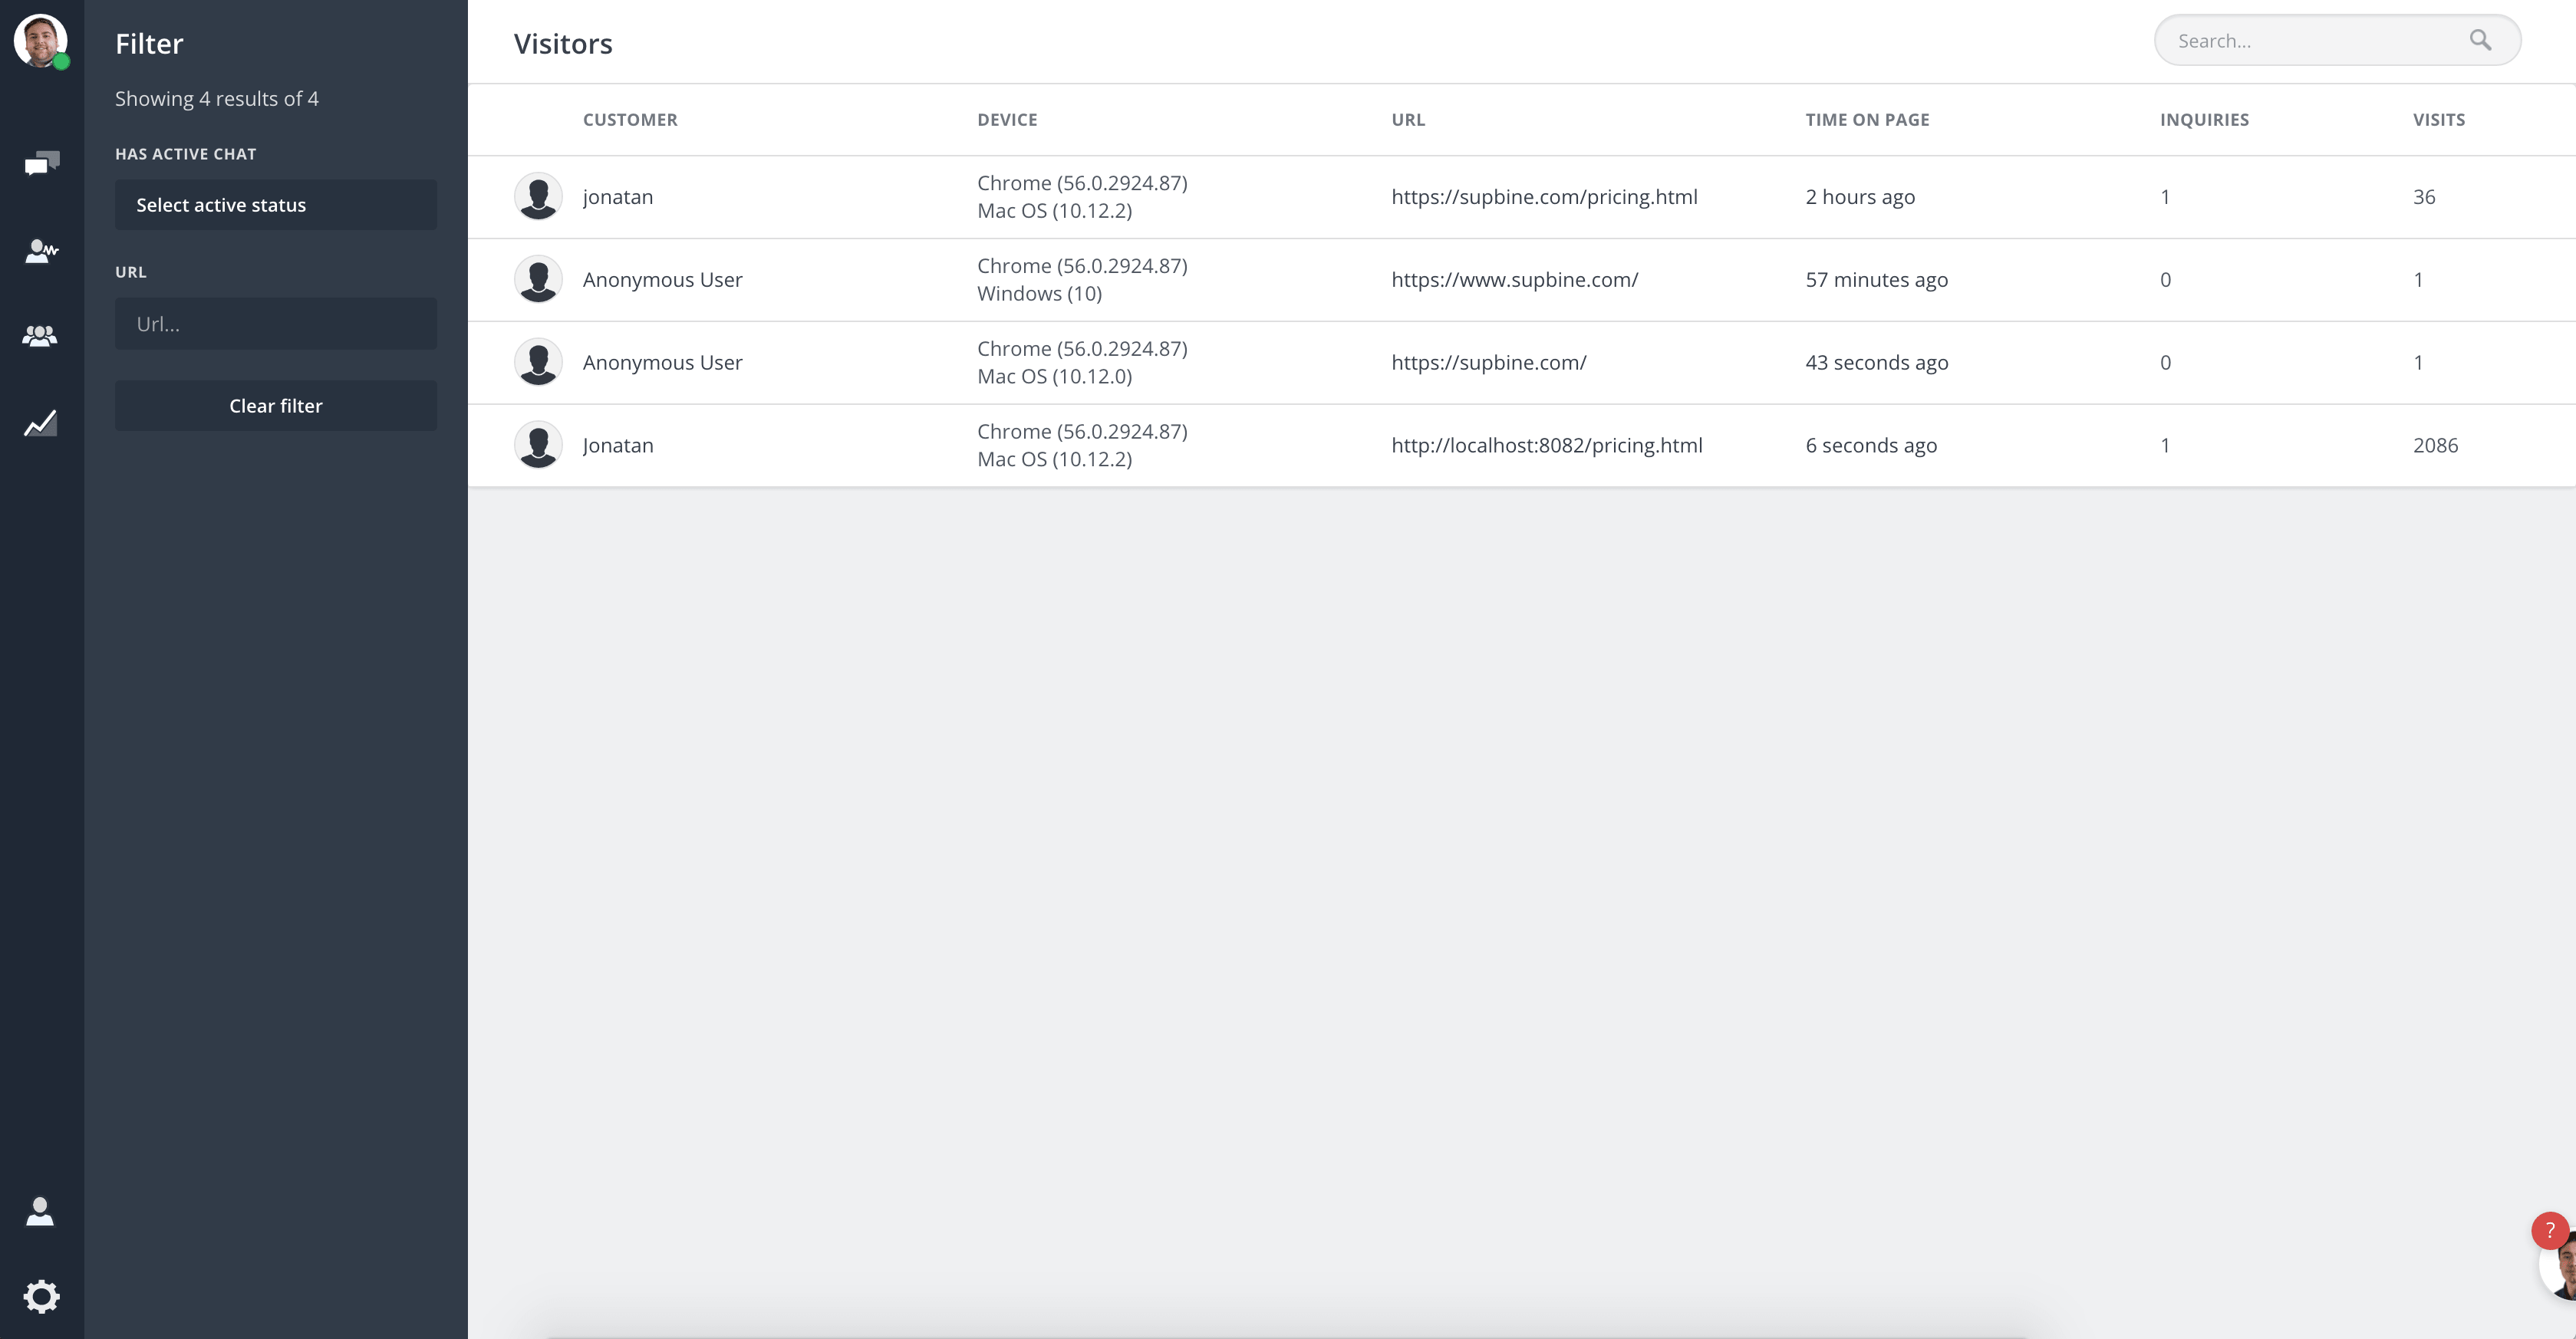 Filter
Showing 4 results of 4
HAS ACTIVE CHAT
Select active status
URL
Url...
Clear filter
Visitors
Search...
CUSTOMER DEVICE URL TIME ON PAGE INQUIRIES VISITS
jonatan Chrome (56.0.2924.87) https://supbine.com/pricing.html 2 hours ago 1 36
Mac OS (10.12.2)
Anonymous User Chrome (56.0.2924.87) https://www.supbine.com/ 57 minutes ago 0 1
Windows (10)
Anonymous User Chrome (56.0.2924.87) https://supbine.com/ 43 seconds ago 0 1
Mac OS (10.12.0)
Jonatan Chrome (56.0.2924.87) http://localhost:8082/pricing.html 6 seconds ago 1 2086
Mac OS (10.12.2)
?